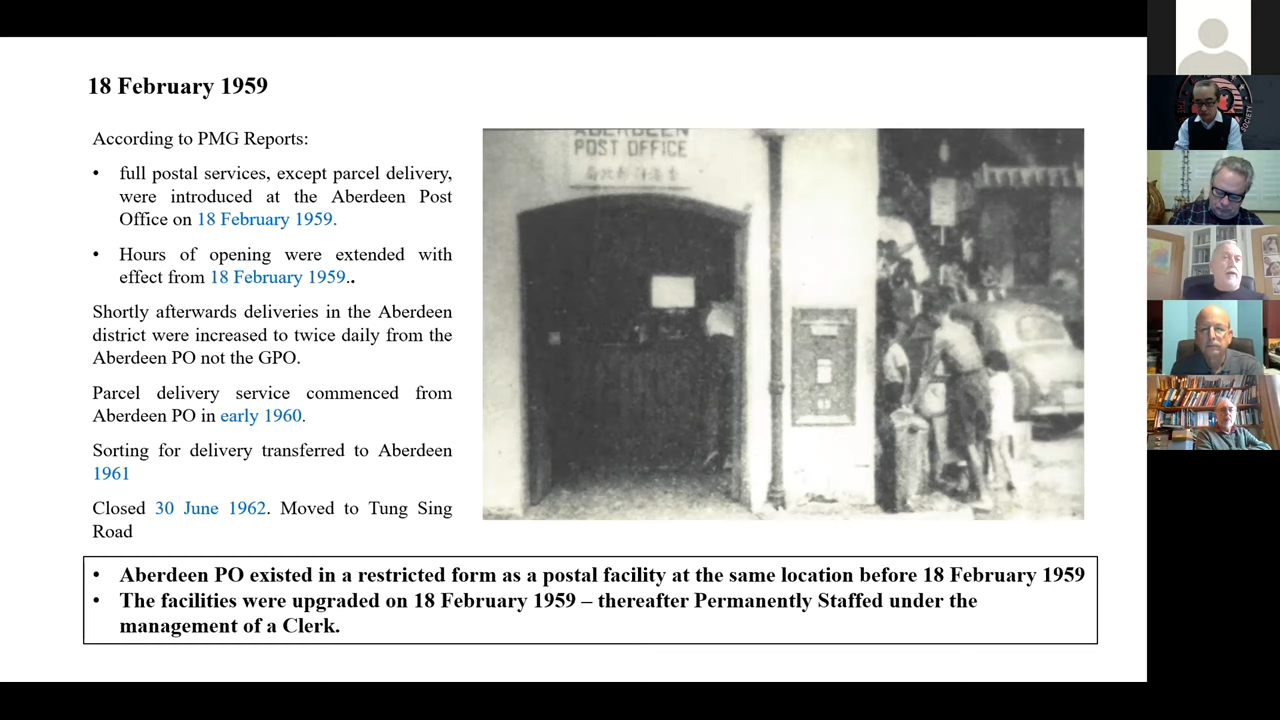 18 February 1959
According to PMG Reports:
• full postal services, except parcel delivery,
were introduced at the Aberdeen Post
Office on 18 February 1959.
• Hours of opening were extended with
effect from 18 February 1959..
Shortly afterwards deliveries in the Aberdeen
district were increased to twice daily from the
Aberdeen PO not the GPO.
Parcel delivery service commenced from
Aberdeen PO in early 1960.
Sorting for delivery transferred to Aberdeen
1961
Closed 30 June 1962. Moved to Tung Sing
Road
ABERDEEN
POST OFFICE
• Aberdeen PO existed in a restricted form as a postal facility at the same location before 18 February 1959
• The facilities were upgraded on 18 February 1959 – thereafter Permanently Staffed under the
management of a Clerk.
SOCIETY